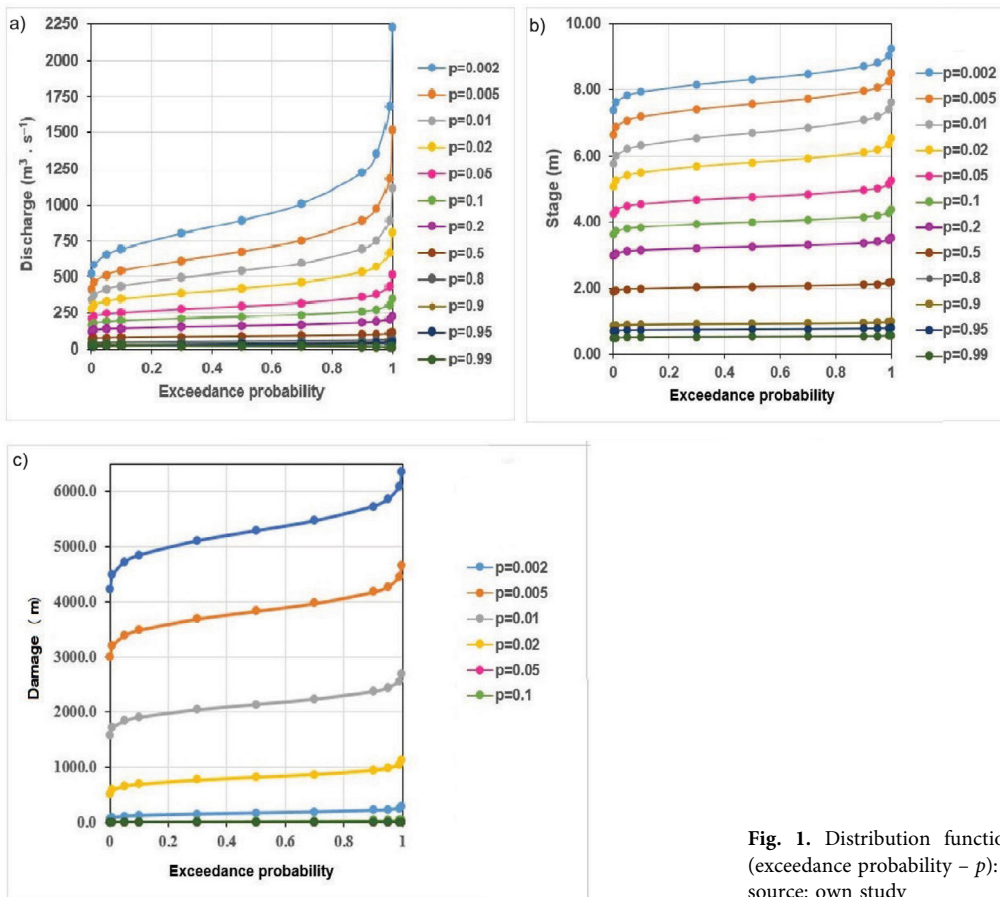 a)
2250
2000
1750
1500
1250
1000
750
500
250
0
Discharge (m³ . s⁻¹)
0 0.2 0.4 0.6 0.8 1
Exceedance probability
p=0.002
p=0.005
p=0.01
p=0.02
p=0.05
p=0.1
p=0.2
p=0.5
p=0.8
p=0.9
p=0.95
p=0.99
b)
10.00
8.00
6.00
4.00
2.00
0.00
Stage (m)
0 0.2 0.4 0.6 0.8 1
Exceedance probability
p=0.002
p=0.005
p=0.01
p=0.02
p=0.05
p=0.1
p=0.2
p=0.5
p=0.8
p=0.9
p=0.95
p=0.99
c)
6000.0
5000.0
4000.0
3000.0
2000.0
1000.0
0.0
Damage ( m)
0 0.2 0.4 0.6 0.8 1
Exceedance probability
p=0.002
p=0.005
p=0.01
p=0.02
p=0.05
p=0.1
Fig. 1. Distribution functio
(exceedance probability – p):
source: own study